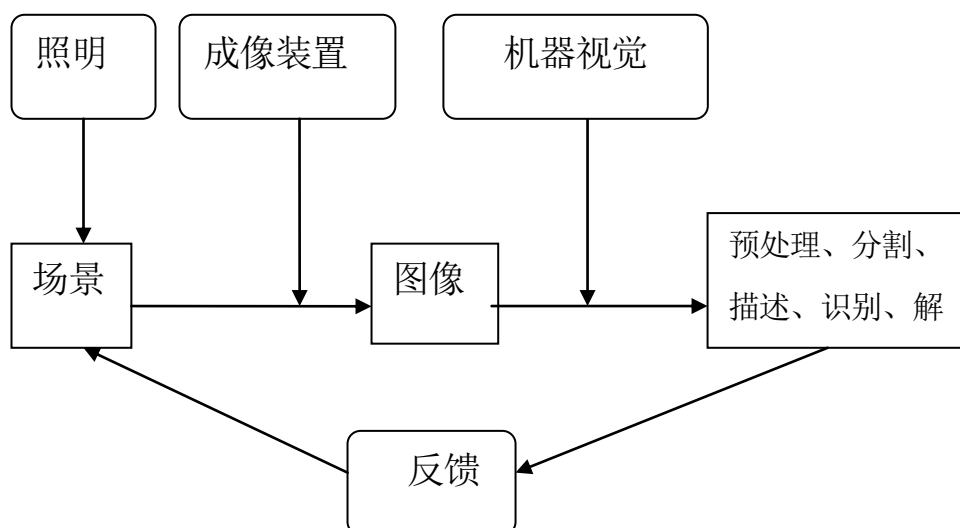 照明
成像装置
机器视觉
场景
图像
预处理、分割、
描述、识别、解
反馈